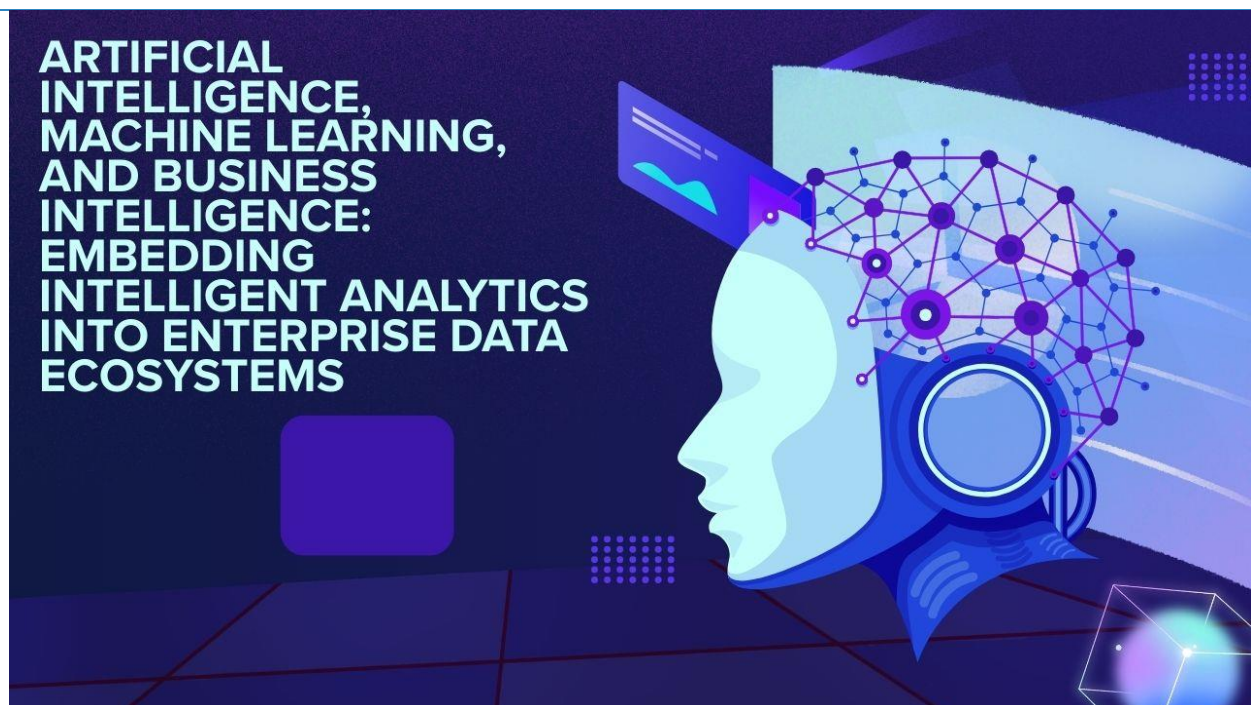 ARTIFICIAL
INTELLIGENCE,
MACHINE LEARNING,
AND BUSINESS
INTELLIGENCE:
EMBEDDING
INTELLIGENT ANALYTICS
INTO ENTERPRISE DATA
ECOSYSTEMS